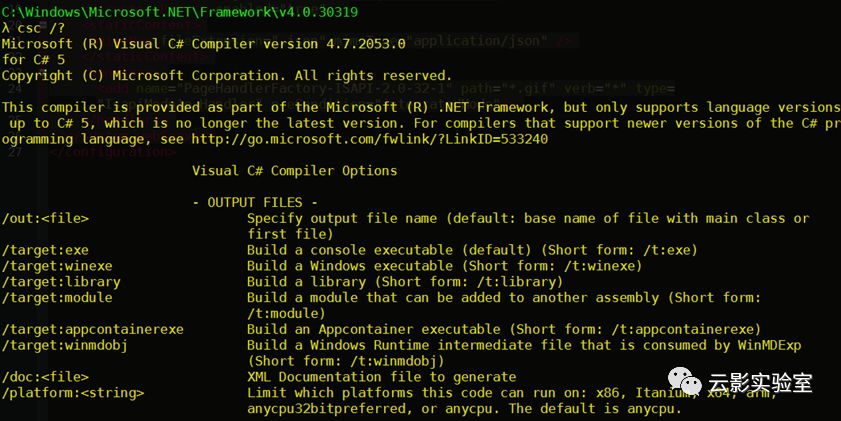 C:\Windows\Microsoft.NET\Framework\v4.0.30319
λ csc /?
Microsoft (R) Visual C# Compiler version 4.7.2053.0
for C# 5
Copyright (C) Microsoft Corporation. All rights reserved.
This compiler is provided as part of the Microsoft (R) .NET Framework, but only supports language versions
up to C# 5, which is no longer the latest version. For compilers that support newer versions of the C# pr
ogramming language, see http://go.microsoft.com/fwlink/?LinkID=533240
Visual C# Compiler Options
- OUTPUT FILES -
/out:<file> Specify output file name (default: base name of file with main class or
first file)
/target:exe Build a console executable (default) (Short form: /t:exe)
/target:winexe Build a Windows executable (Short form: /t:winexe)
/target:library Build a library (Short form: /t:library)
/target:module Build a module that can be added to another assembly (Short form:
/t:module)
/target:appcontainerexe Build an Appcontainer executable (Short form: /t:appcontainerexe)
/target:winmdobj Build a Windows Runtime intermediate file that is consumed by WinMDExp
(Short form: /t:winmdobj)
/doc:<file> XML Documentation file to generate
/platform:<string> Limit which platforms this code can run on: x86, Itanium, x64, arm,
anycpu32bitpreferred, or anycpu. The default is anycpu.
云影实验室